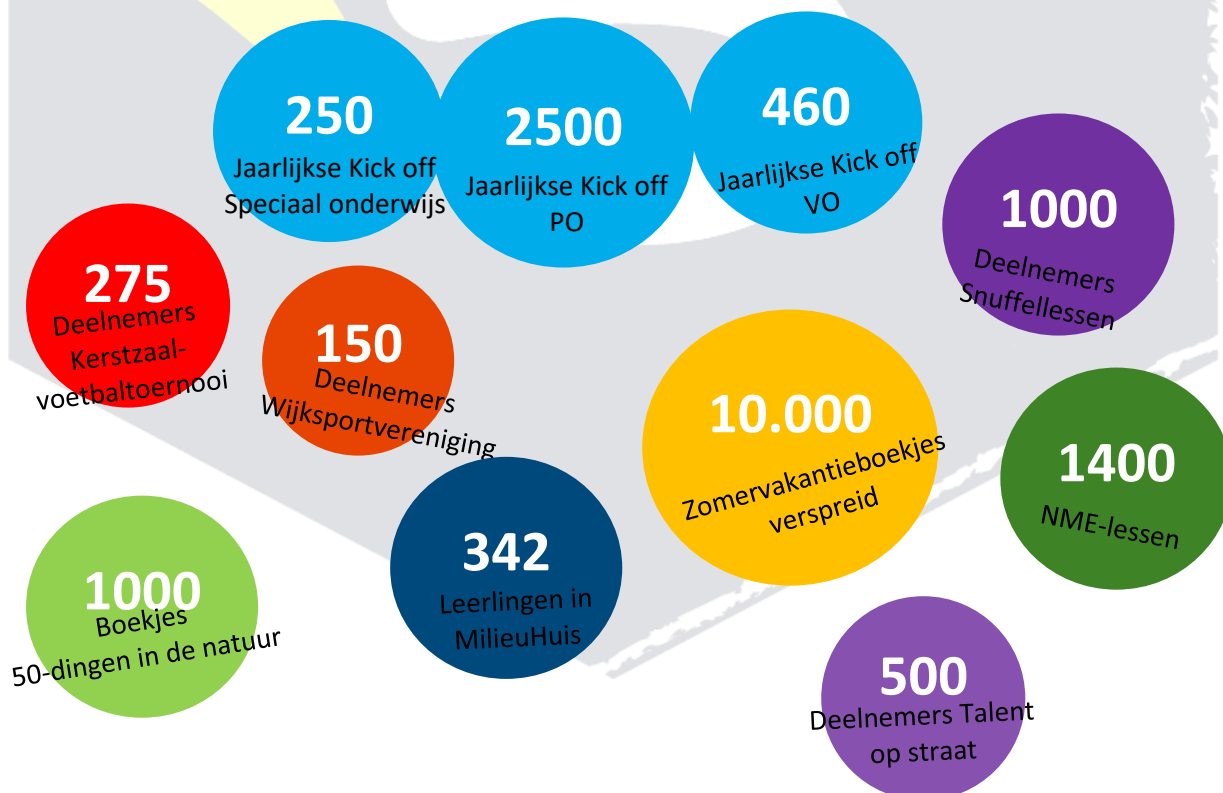 250
Jaarlijkse Kick off
Speciaal onderwijs
2500
Jaarlijkse Kick off
PO
460
Jaarlijkse Kick off
VO
1000
Deelnemers
Snuffellessen
275
Deelnemers
Kerstzaal-
voetbaltoernooi
150
Deelnemers
Wijksportvereniging
10.000
Zomervakantieboekjes
verspreid
1400
NME-lessen
1000
Boekjes
50-dingen in de natuur
342
Leerlingen in
MilieuHuis
500
Deelnemers Talent
op straat